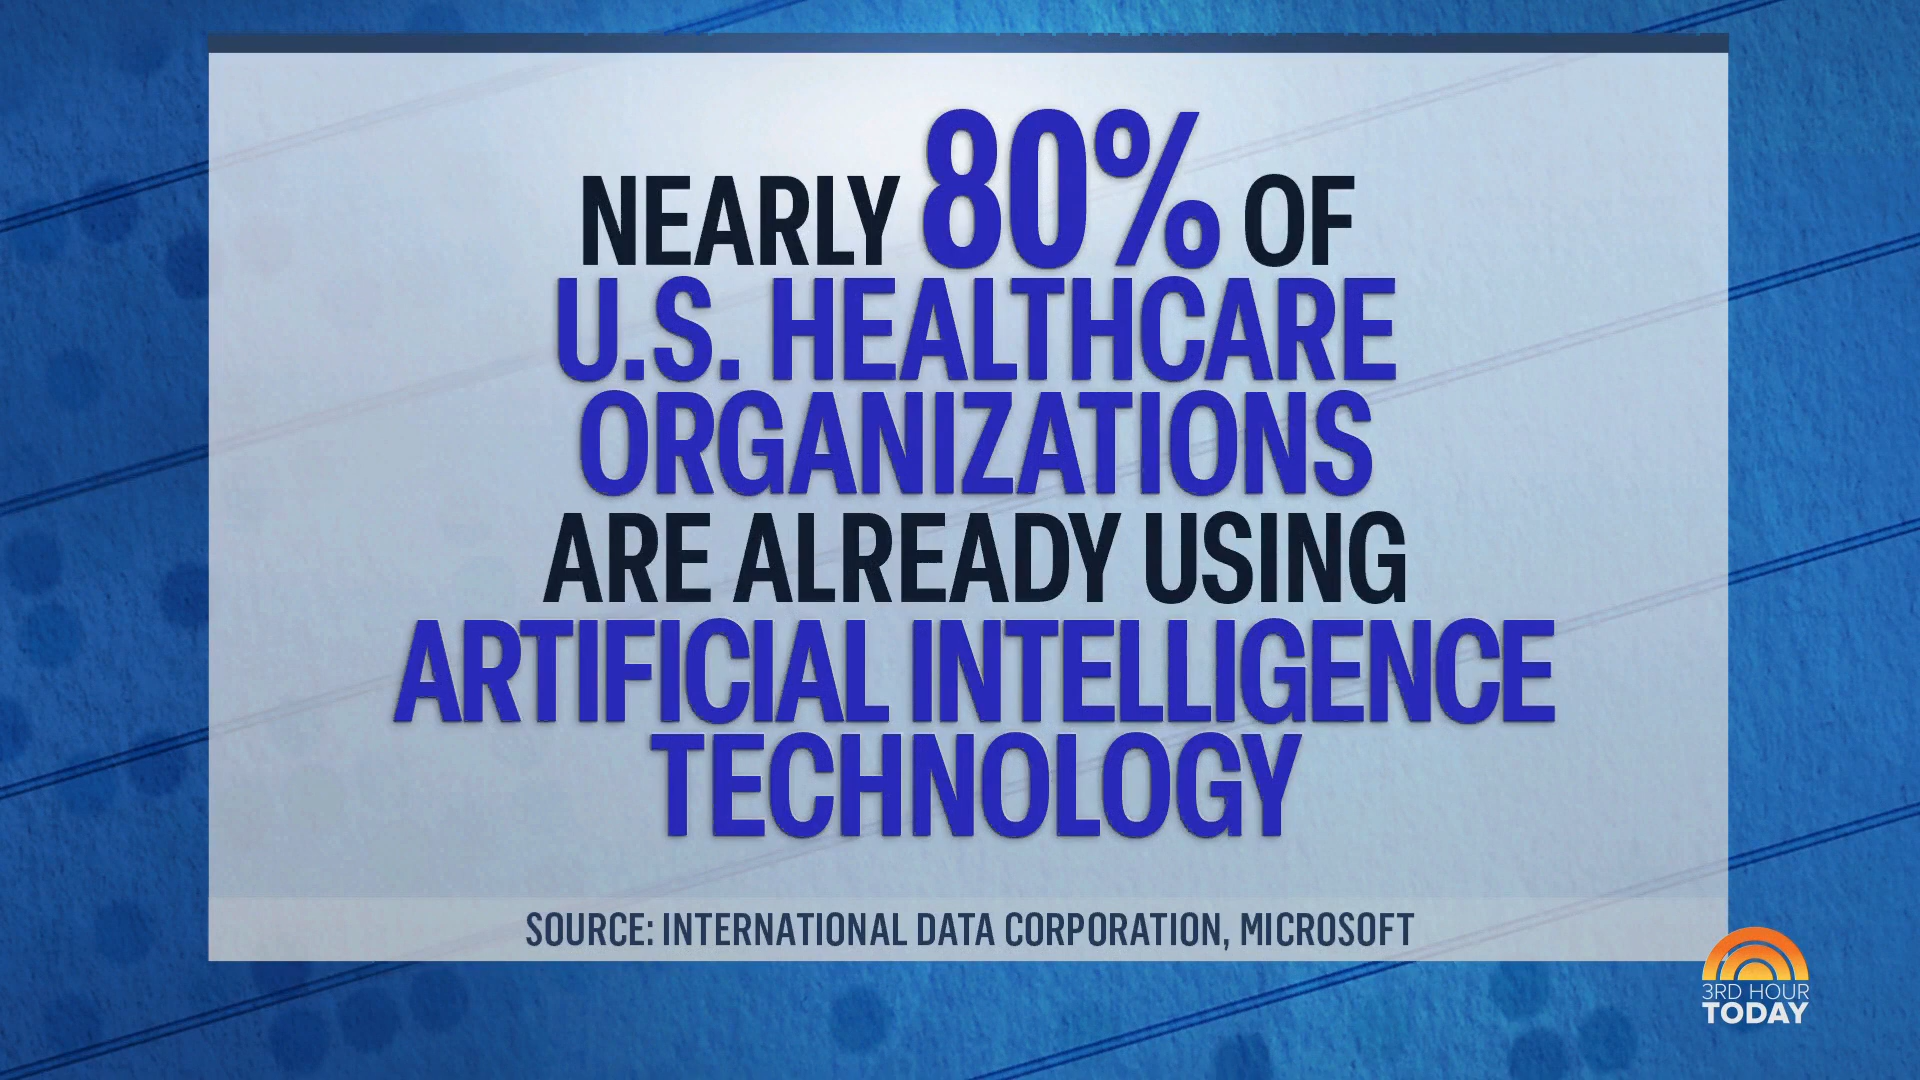 NEARLY 80% OF
U.S. HEALTHCARE
ORGANIZATIONS
ARE ALREADY USING
ARTIFICIAL INTELLIGENCE
TECHNOLOGY
SOURCE: INTERNATIONAL DATA CORPORATION, MICROSOFT
3RD HOUR
TODAY